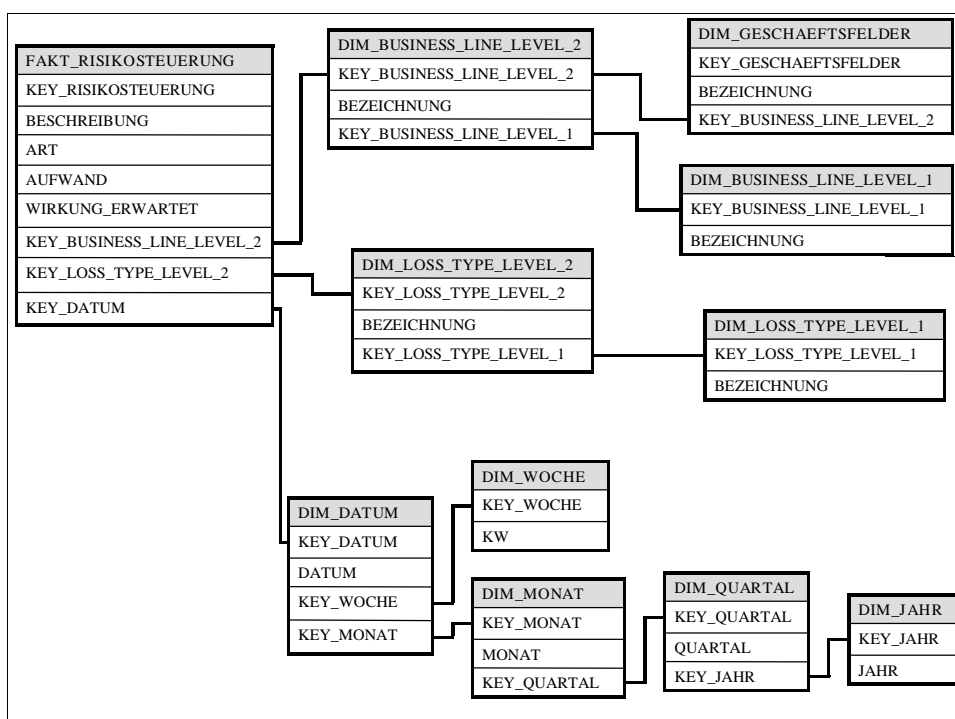 FAKT_RISIKOSTEUERUNG
KEY_RISIKOSTEUERUNG
BESCHREIBUNG
ART
AUFWAND
WIRKUNG_ERWARTET
KEY_BUSINESS_LINE_LEVEL_2
KEY_LOSS_TYPE_LEVEL_2
KEY_DATUM
DIM_BUSINESS_LINE_LEVEL_2
KEY_BUSINESS_LINE_LEVEL_2
BEZEICHNUNG
KEY_BUSINESS_LINE_LEVEL_1
DIM_GESCHAEFTSFELDER
KEY_GESCHAEFTSFELDER
BEZEICHNUNG
KEY_BUSINESS_LINE_LEVEL_2
DIM_BUSINESS_LINE_LEVEL_1
KEY_BUSINESS_LINE_LEVEL_1
BEZEICHNUNG
DIM_LOSS_TYPE_LEVEL_2
KEY_LOSS_TYPE_LEVEL_2
BEZEICHNUNG
KEY_LOSS_TYPE_LEVEL_1
DIM_LOSS_TYPE_LEVEL_1
KEY_LOSS_TYPE_LEVEL_1
BEZEICHNUNG
DIM_DATUM
KEY_DATUM
DATUM
KEY_WOCHE
KEY_MONAT
DIM_WOCHE
KEY_WOCHE
KW
DIM_MONAT
KEY_MONAT
MONAT
KEY_QUARTAL
DIM_QUARTAL
KEY_QUARTAL
QUARTAL
KEY_JAHR
DIM_JAHR
KEY_JAHR
JAHR